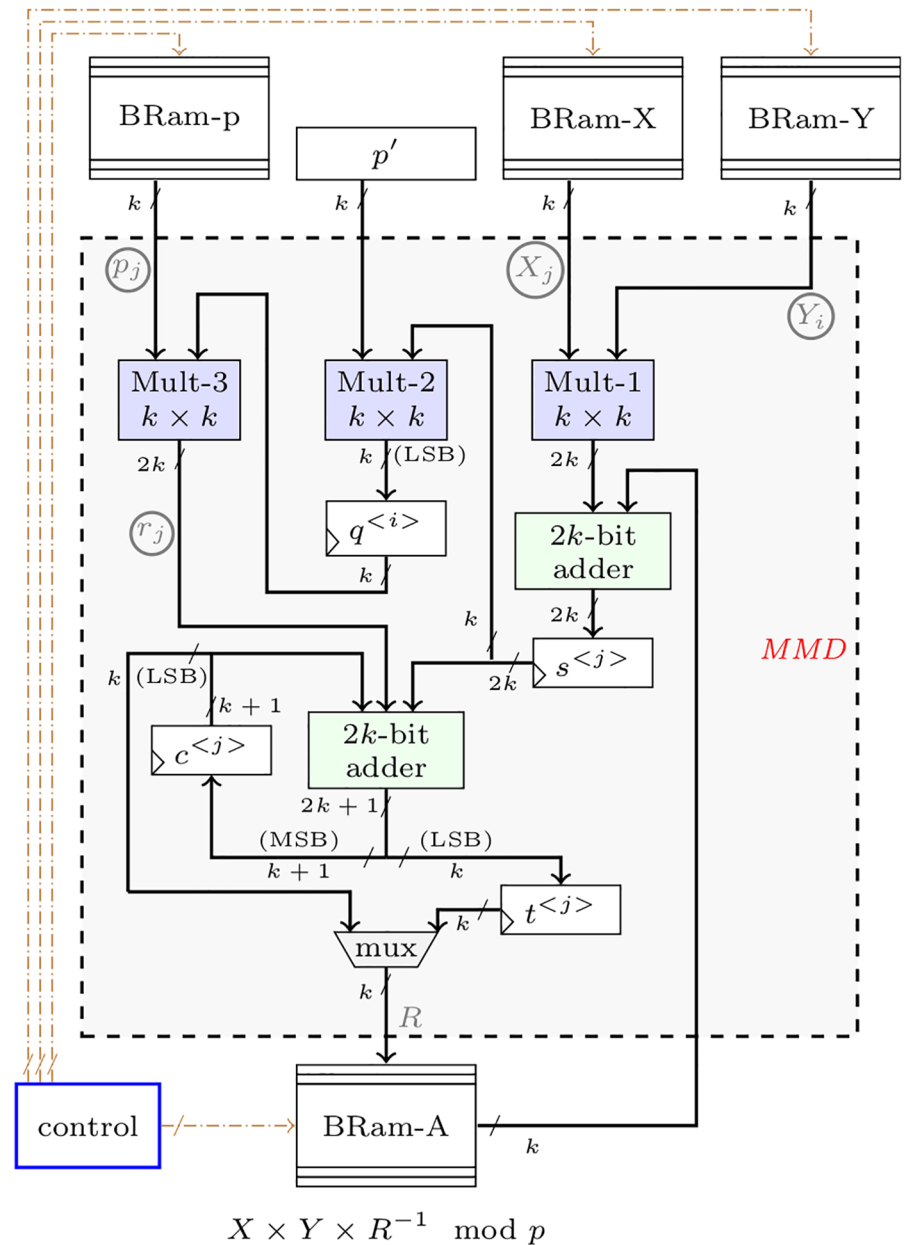 BRam-p
BRam-X
BRam-Y
p′
k
k
k
k
p_j
X_j
Y_i
Mult-3
k × k
Mult-2
k × k
Mult-1
k × k
2k
k
(LSB)
2k
r_j
q^{<i>}
2k-bit
adder
k
2k
k
MMD
s^{<j>}
k
(LSB)
2k
k + 1
c^{<j>}
2k-bit
adder
2k + 1
(MSB)
(LSB)
k + 1
k
t^{<j>}
k
mux
k
R
control
BRam-A
k
X × Y × R^{−1} mod p